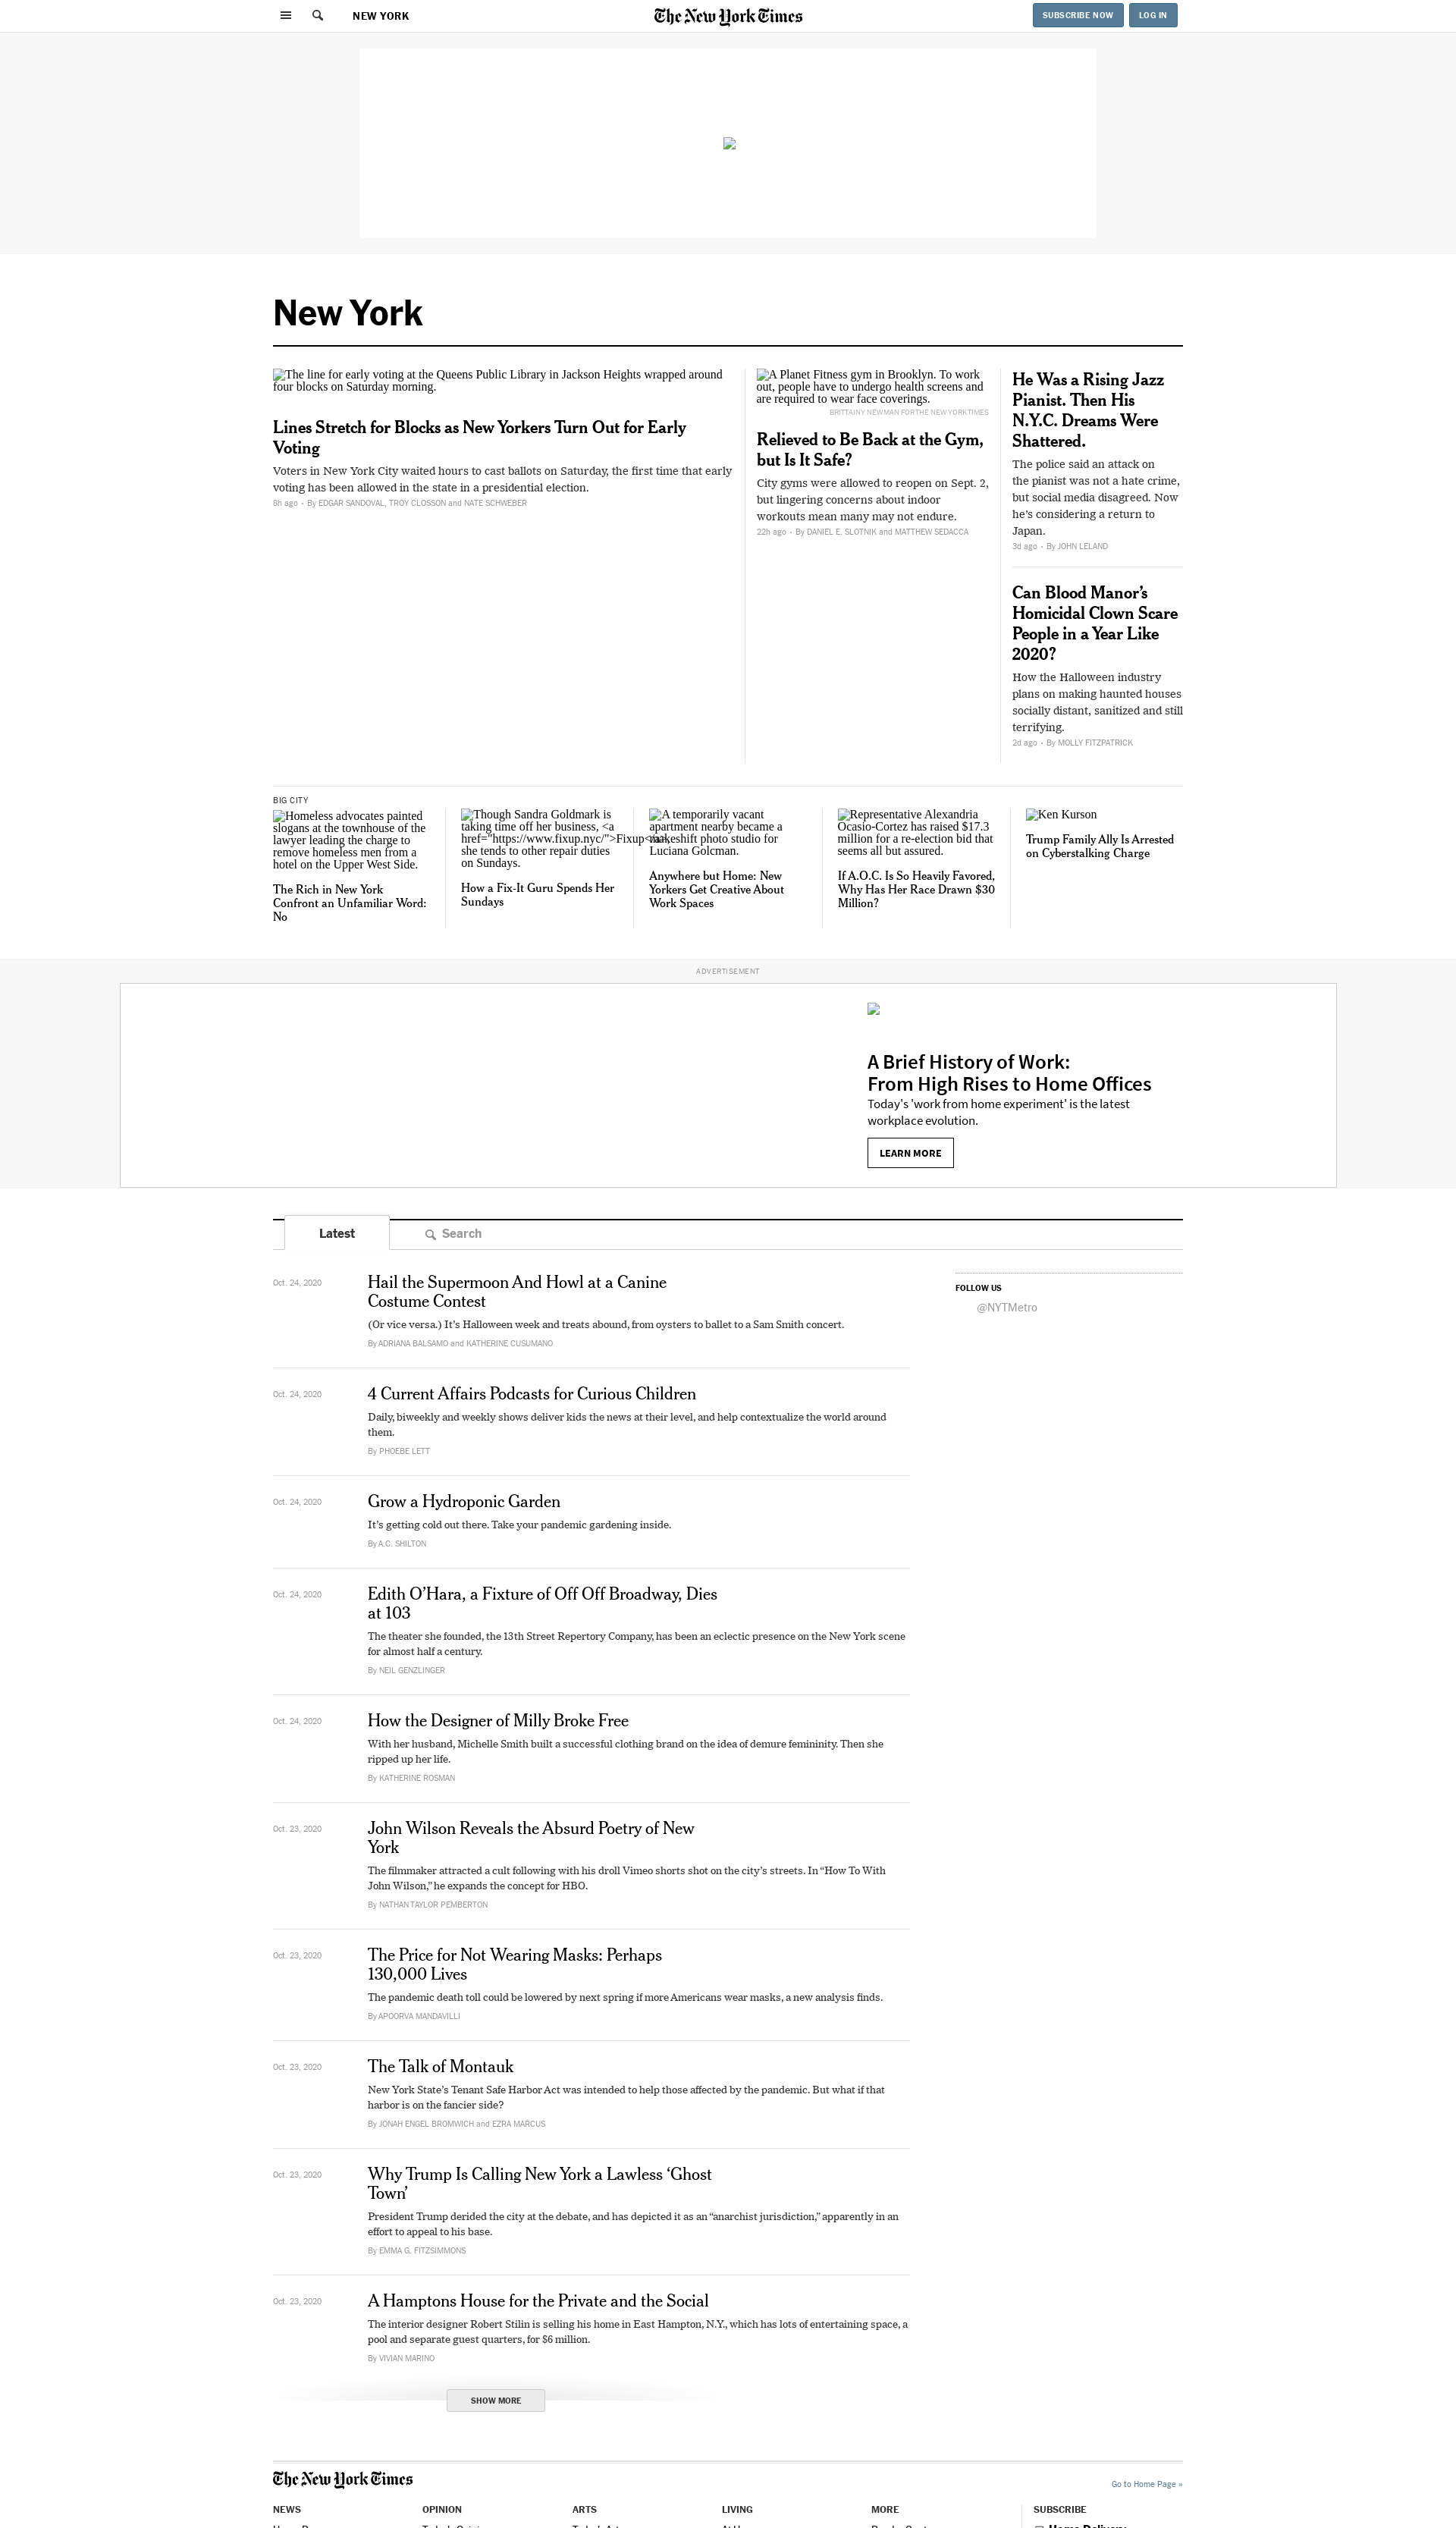 NEW YORK
The New York Times
SUBSCRIBE NOW
LOG IN
New York
The line for early voting at the Queens Public Library in Jackson Heights wrapped around
four blocks on Saturday morning.
Lines Stretch for Blocks as New Yorkers Turn Out for Early
Voting
Voters in New York City waited hours to cast ballots on Saturday, the first time that early
voting has been allowed in the state in a presidential election.
8h ago • By EDGAR SANDOVAL, TROY CLOSSON and NATE SCHWEBER
A Planet Fitness gym in Brooklyn. To work
out, people have to undergo health screens and
are required to wear face coverings.
BRITTAINY NEWMAN FOR THE NEW YORK TIMES
Relieved to Be Back at the Gym,
but Is It Safe?
City gyms were allowed to reopen on Sept. 2,
but lingering concerns about indoor
workouts mean many may not endure.
22h ago • By DANIEL E. SLOTNIK and MATTHEW SEDACCA
He Was a Rising Jazz
Pianist. Then His
N.Y.C. Dreams Were
Shattered.
The police said an attack on
the pianist was not a hate crime,
but social media disagreed. Now
he’s considering a return to
Japan.
3d ago • By JOHN LELAND
Can Blood Manor’s
Homicidal Clown Scare
People in a Year Like
2020?
How the Halloween industry
plans on making haunted houses
socially distant, sanitized and still
terrifying.
2d ago • By MOLLY FITZPATRICK
BIG CITY
Homeless advocates painted
slogans at the townhouse of the
lawyer leading the charge to
remove homeless men from a
hotel on the Upper West Side.
The Rich in New York
Confront an Unfamiliar Word:
No
Though Sandra Goldmark is
taking time off her business, <a
href="https://www.fixup.nyc/">Fixup</a>,
she tends to other repair duties
on Sundays.
How a Fix-It Guru Spends Her
Sundays
A temporarily vacant
apartment nearby became a
makeshift photo studio for
Luciana Golcman.
Anywhere but Home: New
Yorkers Get Creative About
Work Spaces
Representative Alexandria
Ocasio-Cortez has raised $17.3
million for a re-election bid that
seems all but assured.
If A.O.C. Is So Heavily Favored,
Why Has Her Race Drawn $30
Million?
Ken Kurson
Trump Family Ally Is Arrested
on Cyberstalking Charge
ADVERTISEMENT
A Brief History of Work:
From High Rises to Home Offices
Today's 'work from home experiment' is the latest
workplace evolution.
LEARN MORE
Latest
Search
Oct. 24, 2020
Hail the Supermoon And Howl at a Canine
Costume Contest
(Or vice versa.) It’s Halloween week and treats abound, from oysters to ballet to a Sam Smith concert.
By ADRIANA BALSAMO and KATHERINE CUSUMANO
FOLLOW US
@NYTMetro
Oct. 24, 2020
4 Current Affairs Podcasts for Curious Children
Daily, biweekly and weekly shows deliver kids the news at their level, and help contextualize the world around
them.
By PHOEBE LETT
Oct. 24, 2020
Grow a Hydroponic Garden
It’s getting cold out there. Take your pandemic gardening inside.
By A.C. SHILTON
Oct. 24, 2020
Edith O’Hara, a Fixture of Off Off Broadway, Dies
at 103
The theater she founded, the 13th Street Repertory Company, has been an eclectic presence on the New York scene
for almost half a century.
By NEIL GENZLINGER
Oct. 24, 2020
How the Designer of Milly Broke Free
With her husband, Michelle Smith built a successful clothing brand on the idea of demure femininity. Then she
ripped up her life.
By KATHERINE ROSMAN
Oct. 23, 2020
John Wilson Reveals the Absurd Poetry of New
York
The filmmaker attracted a cult following with his droll Vimeo shorts shot on the city’s streets. In “How To With
John Wilson,” he expands the concept for HBO.
By NATHAN TAYLOR PEMBERTON
Oct. 23, 2020
The Price for Not Wearing Masks: Perhaps
130,000 Lives
The pandemic death toll could be lowered by next spring if more Americans wear masks, a new analysis finds.
By APOORVA MANDAVILLI
Oct. 23, 2020
The Talk of Montauk
New York State’s Tenant Safe Harbor Act was intended to help those affected by the pandemic. But what if that
harbor is on the fancier side?
By JONAH ENGEL BROMWICH and EZRA MARCUS
Oct. 23, 2020
Why Trump Is Calling New York a Lawless ‘Ghost
Town’
President Trump derided the city at the debate, and has depicted it as an “anarchist jurisdiction,” apparently in an
effort to appeal to his base.
By EMMA G. FITZSIMMONS
Oct. 23, 2020
A Hamptons House for the Private and the Social
The interior designer Robert Stilin is selling his home in East Hampton, N.Y., which has lots of entertaining space, a
pool and separate guest quarters, for $6 million.
By VIVIAN MARINO
SHOW MORE
The New York Times
Go to Home Page »
NEWS
OPINION
ARTS
LIVING
MORE
SUBSCRIBE